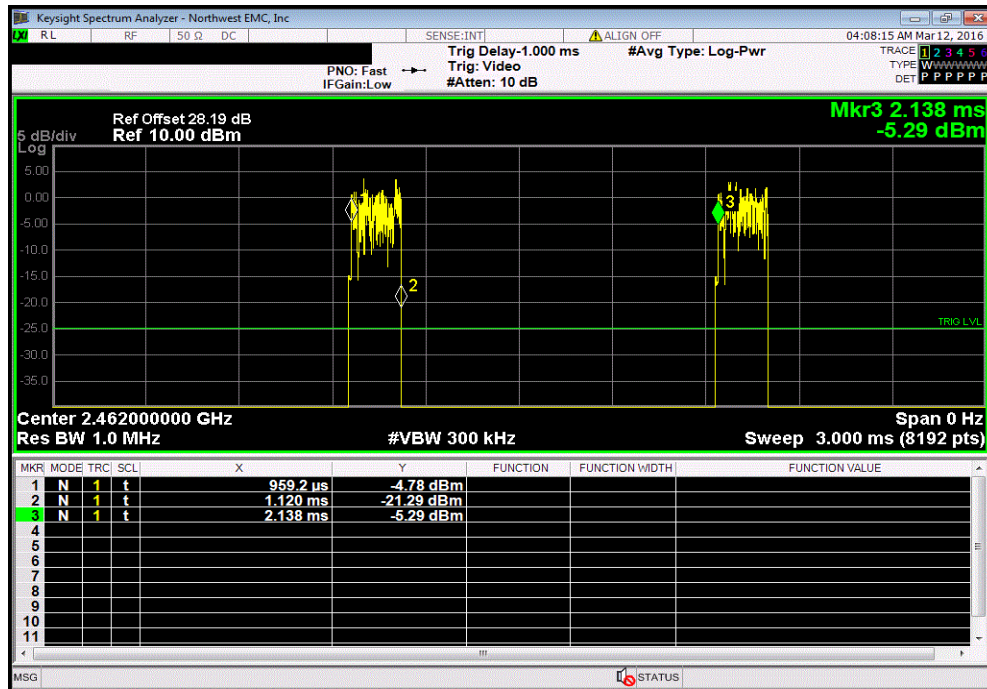 Keysight Spectrum Analyzer - Northwest EMC, Inc
LXI RL RF 50 Ω DC SENSE:INT ALIGN OFF 04:08:15 AM Mar 12, 2016
Trig Delay-1.000 ms #Avg Type: Log-Pwr TRACE 1 2 3 4 5 6
PNO: Fast Trig: Video TYPE WWWWWW
IFGain:Low #Atten: 10 dB DET P P P P P P
Mkr3 2.138 ms
-5.29 dBm
Ref Offset 28.19 dB
5 dB/div Ref 10.00 dBm
Log
5.00
0.00
-5.00
-10.0
-15.0
-20.0
-25.0
-30.0
-35.0
1
2
3
TRIG LVL
Center 2.462000000 GHz Span 0 Hz
Res BW 1.0 MHz #VBW 300 kHz Sweep 3.000 ms (8192 pts)
MKR MODE TRC SCL X Y FUNCTION FUNCTION WIDTH FUNCTION VALUE
1 N 1 t 959.2 µs -4.78 dBm
2 N 1 t 1.120 ms -21.29 dBm
3 N 1 t 2.138 ms -5.29 dBm
4
5
6
7
8
9
10
11
MSG STATUS